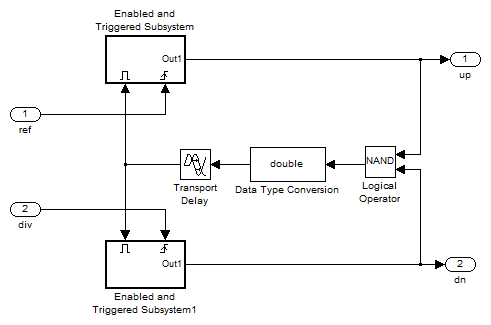 Enabled and
Triggered Subsystem
Out1
1
up
1
ref
NAND
double
Transport
Delay
Data Type Conversion
Logical
Operator
2
div
Out1
2
dn
Enabled and
Triggered Subsystem1